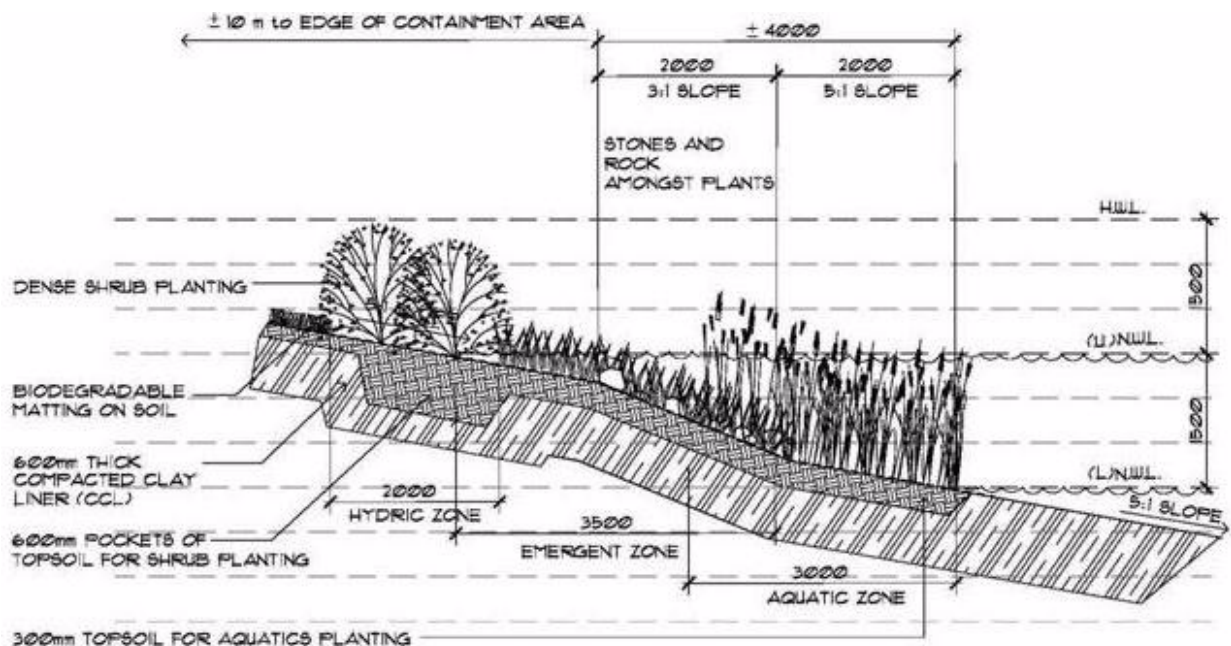 ± 10 m to EDGE OF CONTAINMENT AREA
± 4000
2000
3:1 SLOPE
2000
5:1 SLOPE
STONES AND
ROCK
AMONGST PLANTS
H.W.L.
DENSE SHRUB PLANTING
1500
(U)N.W.L.
BIODEGRADABLE
MATTING ON SOIL
1500
600mm THICK
COMPACTED CLAY
LINER (CCL)
(L)N.W.L.
5:1 SLOPE
2000
HYDRIC ZONE
3500
EMERGENT ZONE
600mm POCKETS OF
TOPSOIL FOR SHRUB PLANTING
3000
AQUATIC ZONE
300mm TOPSOIL FOR AQUATICS PLANTING